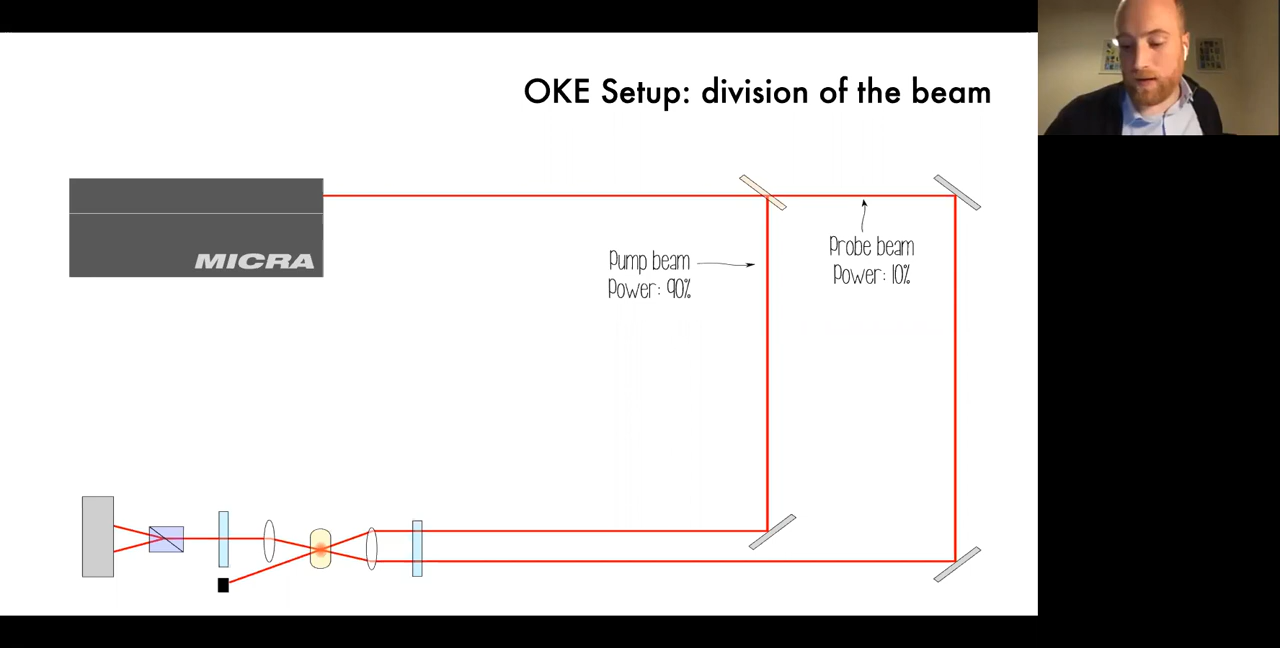 OKE Setup: division of the beam
MICRA
Pump beam
Power: 90%
Probe beam
Power: 10%